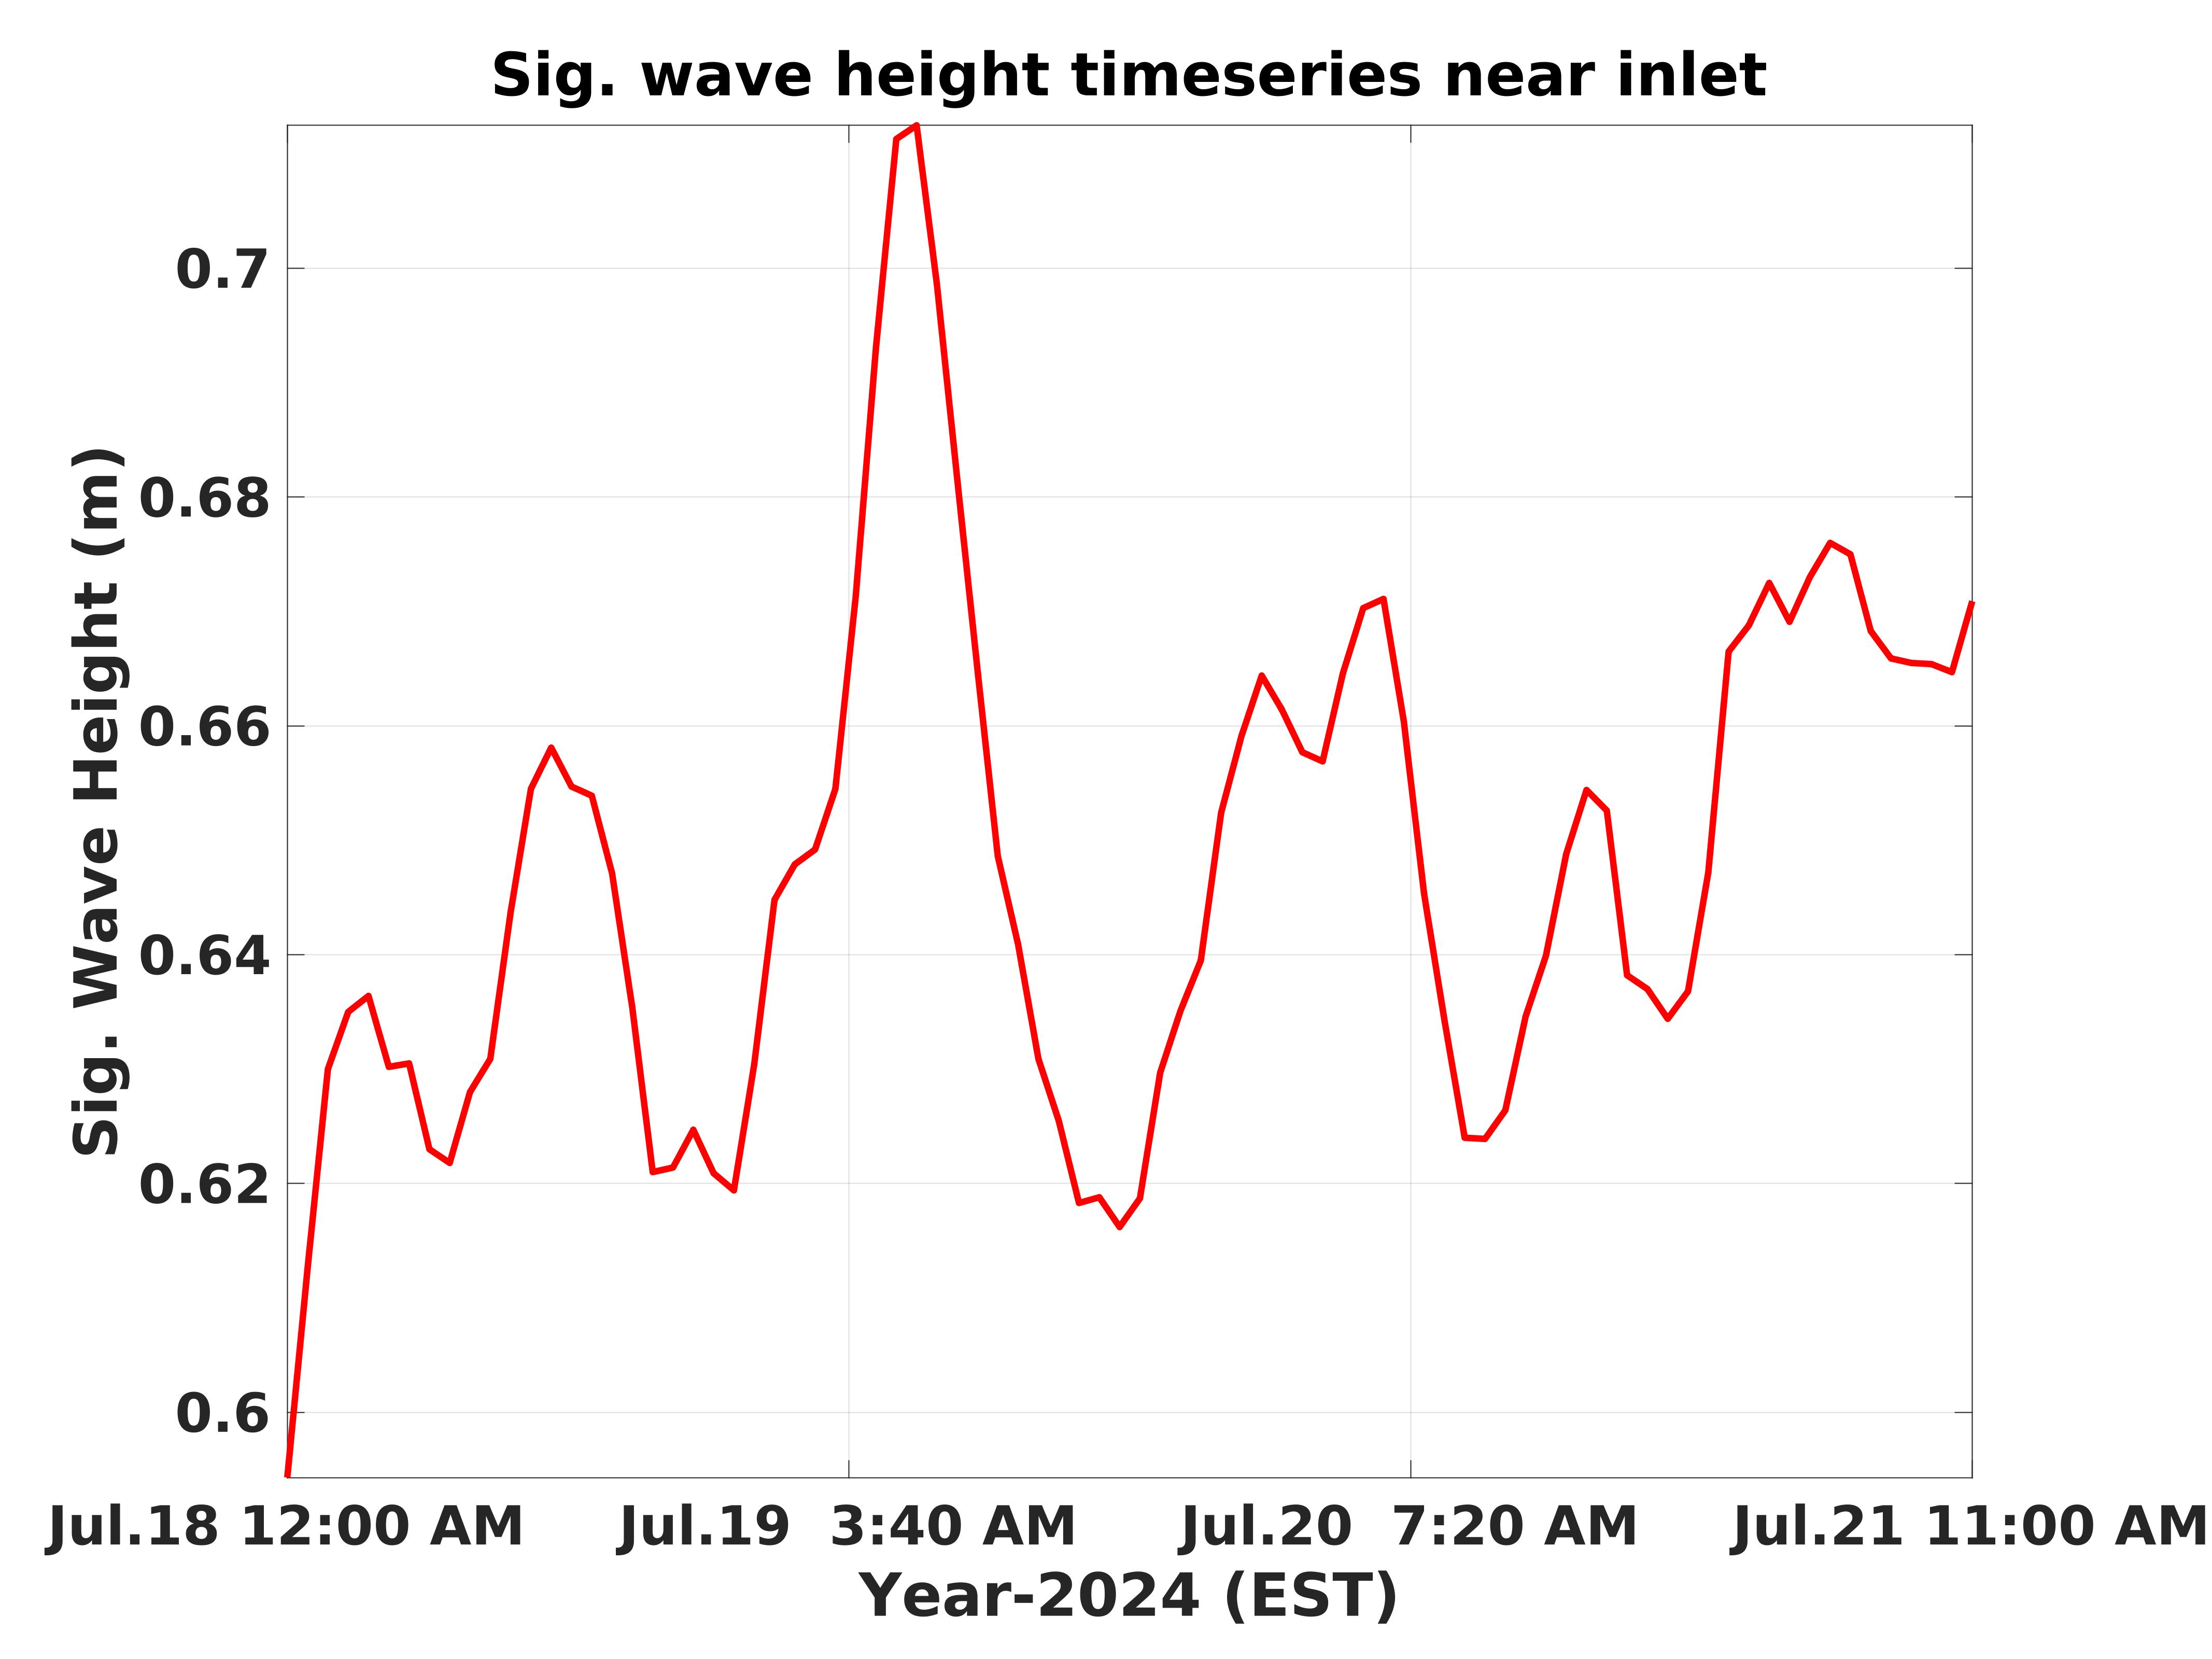 Sig. wave height timeseries near inlet
Sig. Wave Height (m)
0.7
0.68
0.66
0.64
0.62
0.6
Jul.18 12:00 AM Jul.19 3:40 AM Jul.20 7:20 AM Jul.21 11:00 AM
Year-2024 (EST)